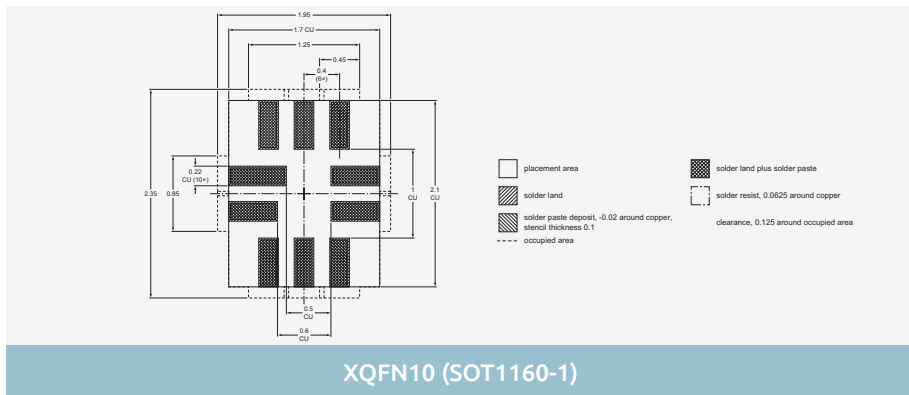 1.95
1.7 CU
1.25
0.45
0.4
(6×)
0.22
CU (10×)
2.35
0.85
1
CU
2.1
CU
0.5
CU
0.6
CU
placement area
solder land
solder paste deposit, -0.02 around copper,
stencil thickness 0.1
occupied area
solder land plus solder paste
solder resist, 0.0625 around copper
clearance, 0.125 around occupied area
XQFN10 (SOT1160-1)